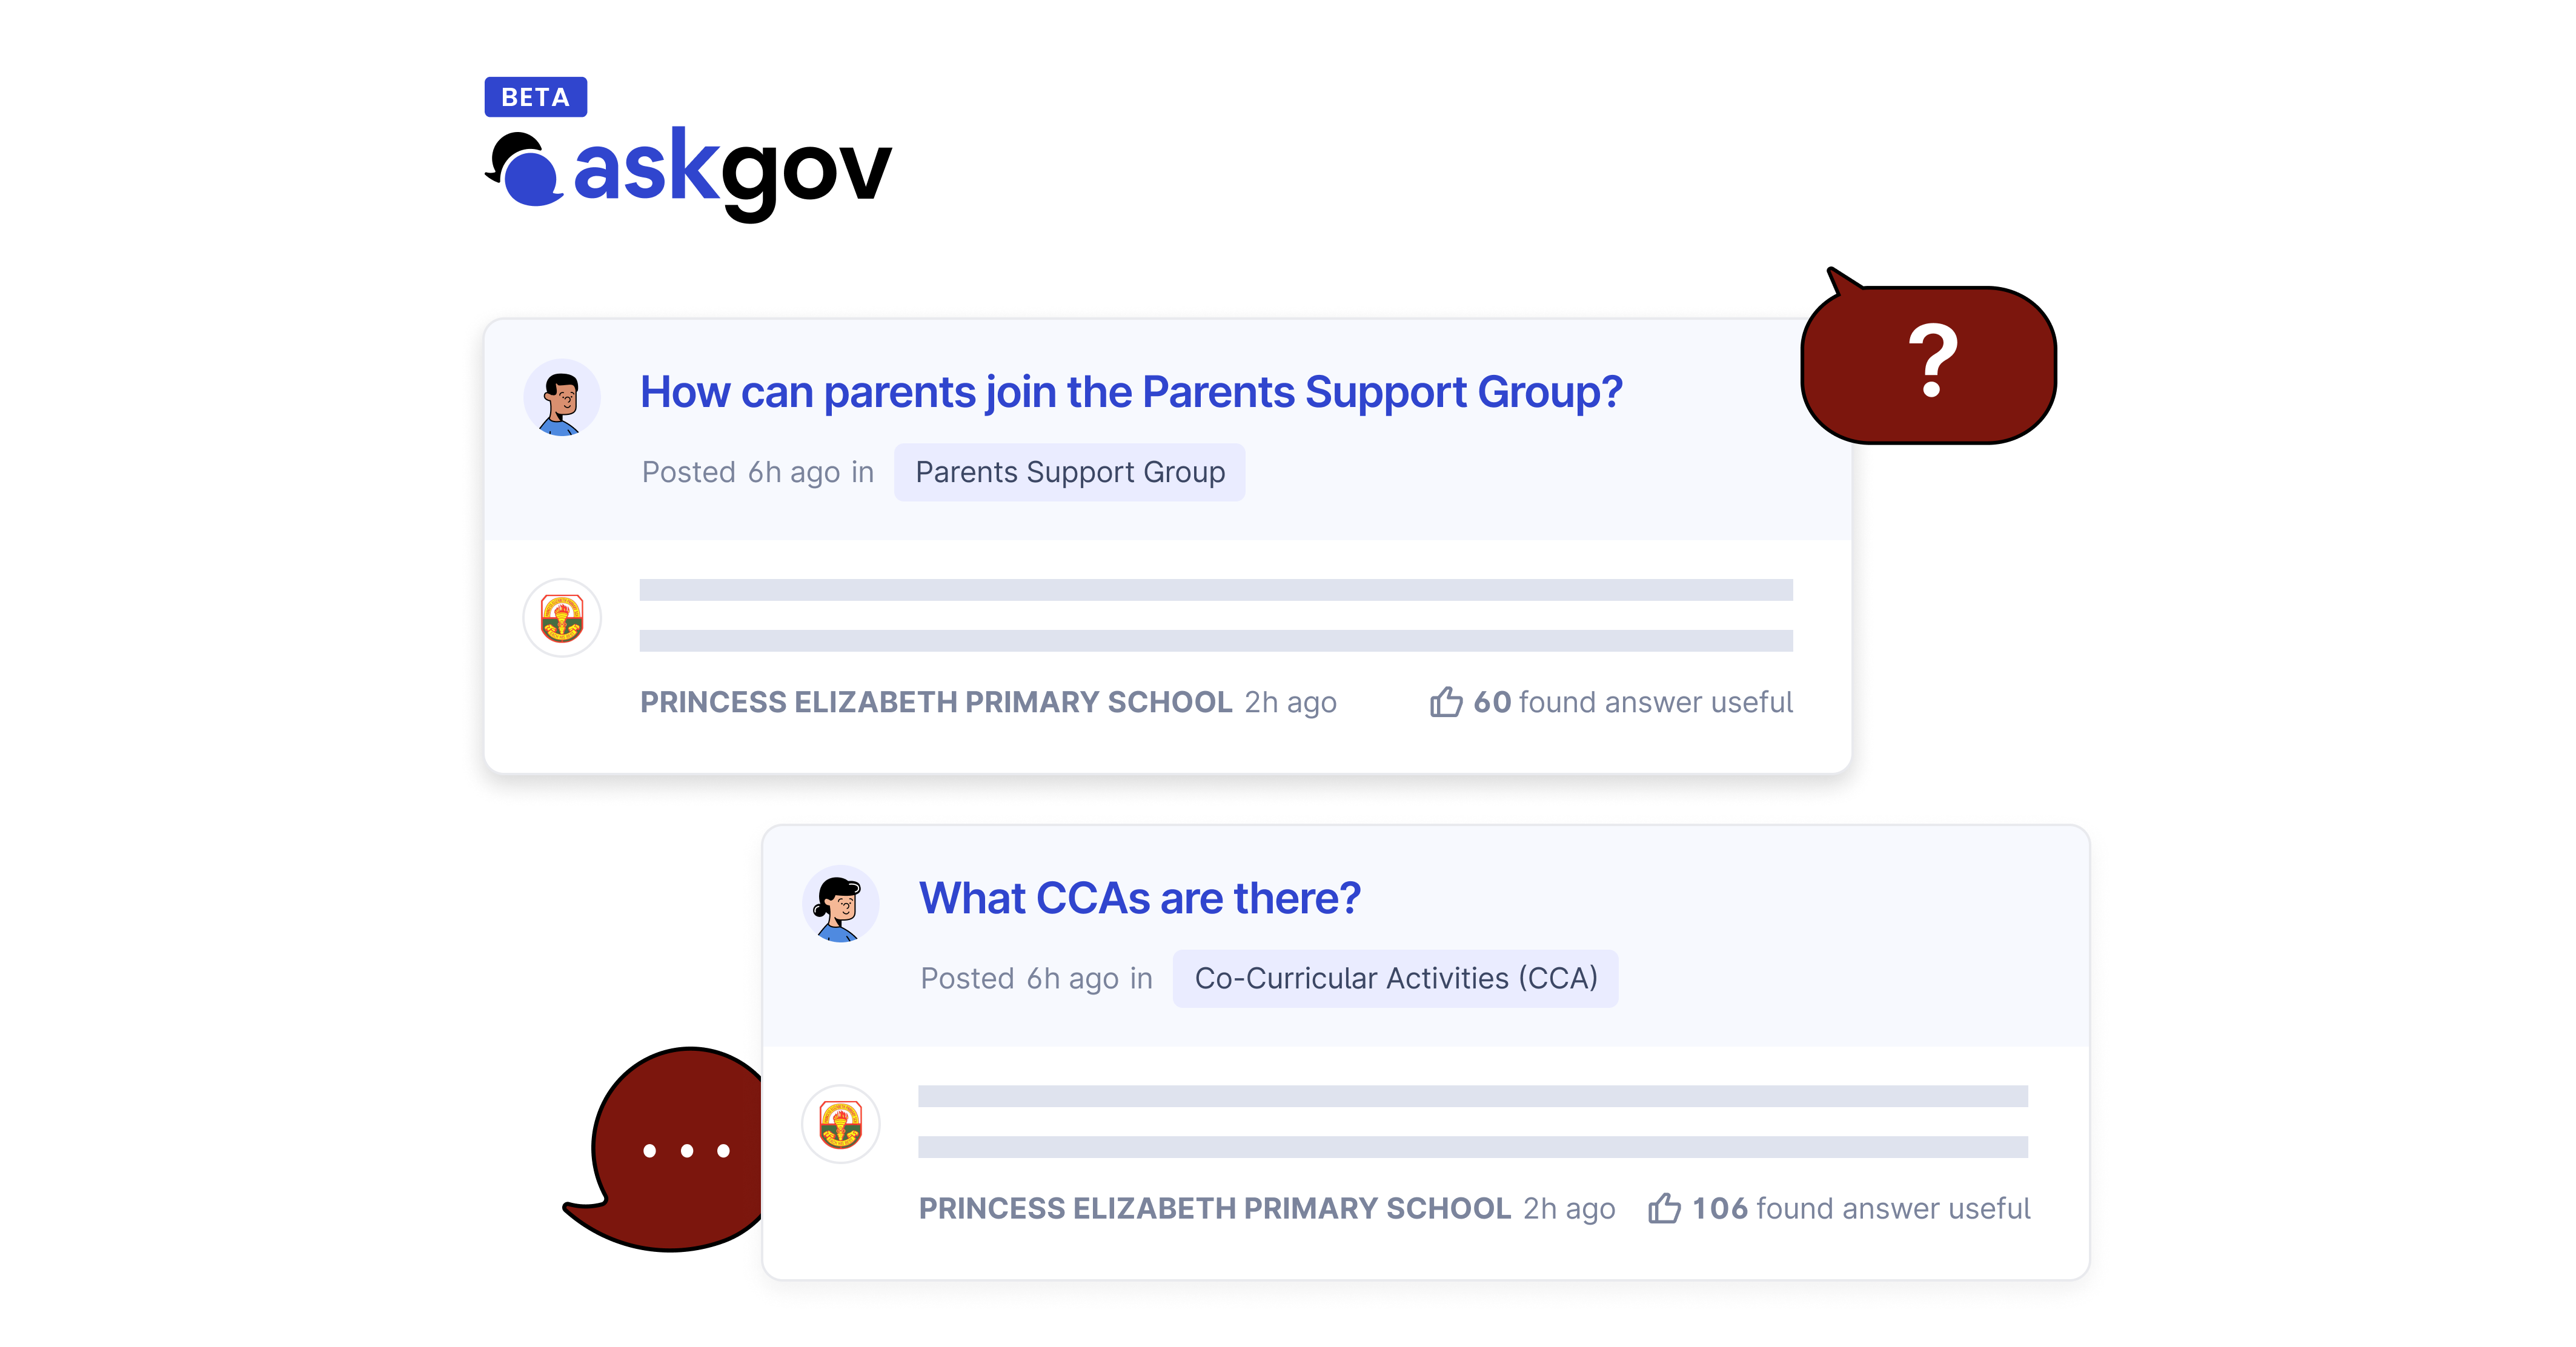 BETA
askgov
?
How can parents join the Parents Support Group?
Posted 6h ago in Parents Support Group
PRINCESS ELIZABETH PRIMARY SCHOOL 2h ago 60 found answer useful
What CCAs are there?
Posted 6h ago in Co-Curricular Activities (CCA)
PRINCESS ELIZABETH PRIMARY SCHOOL 2h ago 106 found answer useful